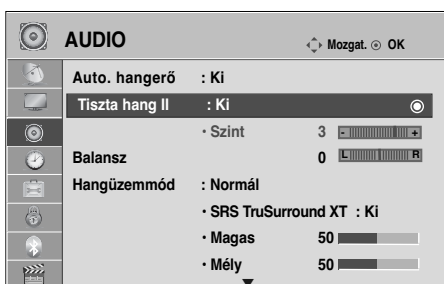 AUDIO Mozgat. OK
Auto. hangerő : Ki
Tiszta hang II : Ki
• Szint 3 - +
Balansz 0 L R
Hangüzemmód : Normál
• SRS TruSurround XT : Ki
• Magas 50
• Mély 50